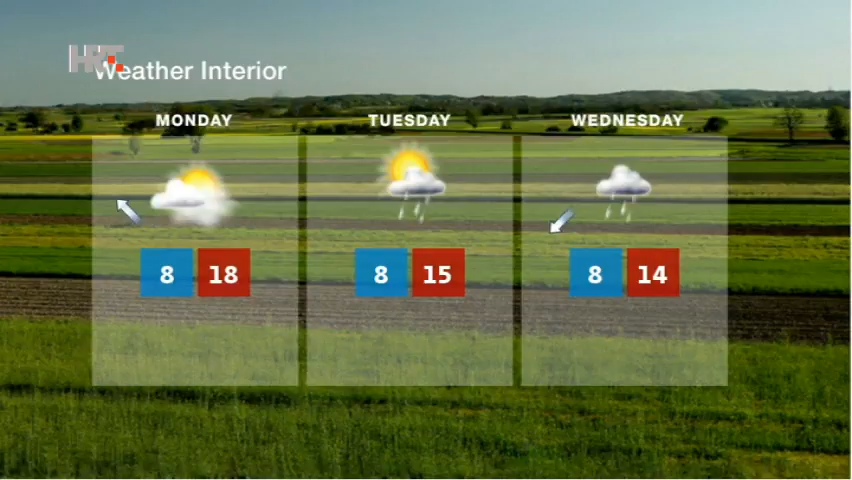 HRT
Weather Interior
MONDAY
TUESDAY
WEDNESDAY
8
18
8
15
8
14